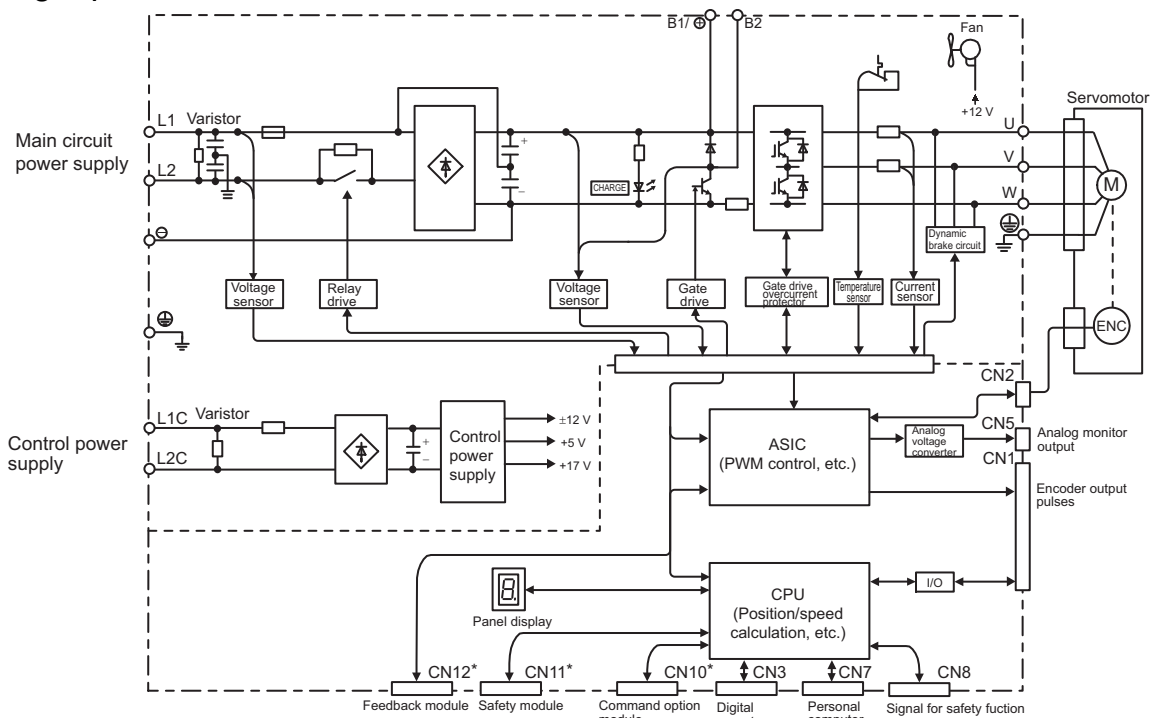 B1/ ⊕
B2
Fan
+12 V
Servomotor
Main circuit
power supply
L1
Varistor
L2
+
−
CHARGE
U
V
W
M
Dynamic
brake circuit
⊖
Voltage
sensor
Relay
drive
Voltage
sensor
Gate
drive
Gate drive
overcurrent
protector
Temperature
sensor
Current
sensor
ENC
CN2
Control power
supply
L1C
Varistor
L2C
+
−
Control
power
supply
±12 V
+5 V
+17 V
ASIC
(PWM control, etc.)
Analog
voltage
converter
CN5
Analog monitor
output
CN1
Encoder output
pulses
Panel display
CPU
(Position/speed
calculation, etc.)
I/O
CN12*
CN11*
CN10*
CN3
CN7
CN8
Feedback module
Safety module
Command option
Digital
Personal
Signal for safety fuction